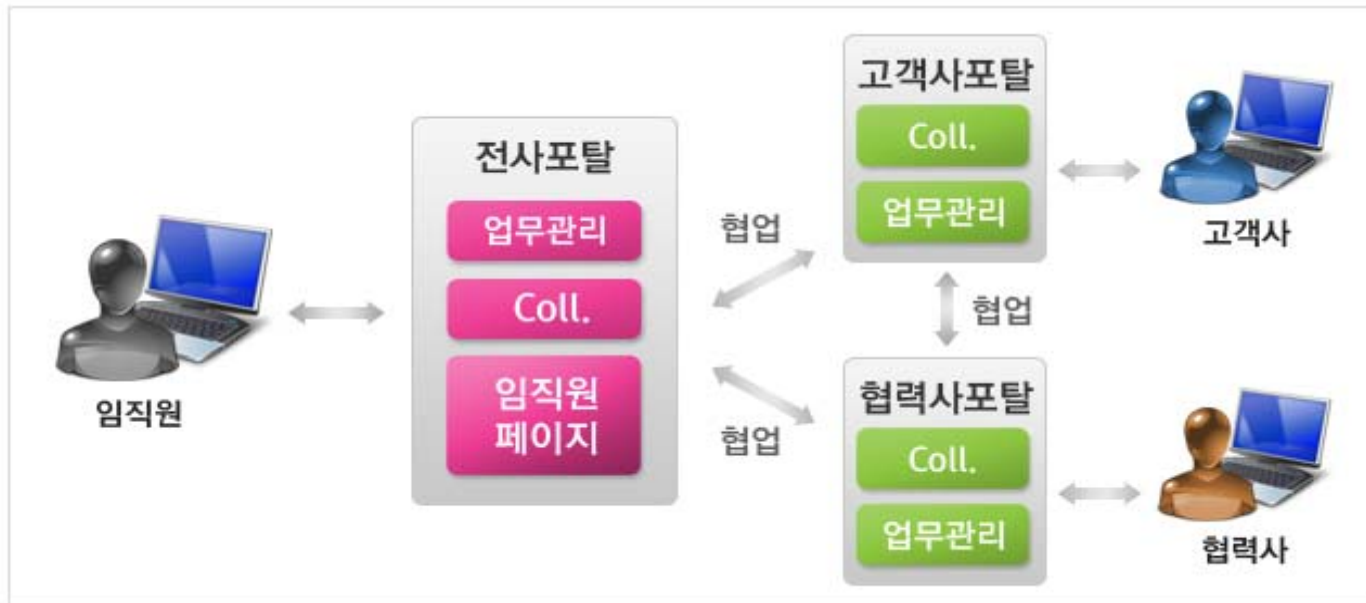 전사포탈
업무관리
Coll.
임직원
페이지
임직원
협업
협업
고객사포탈
Coll.
업무관리
고객사
협업
협력사포탈
Coll.
업무관리
협력사